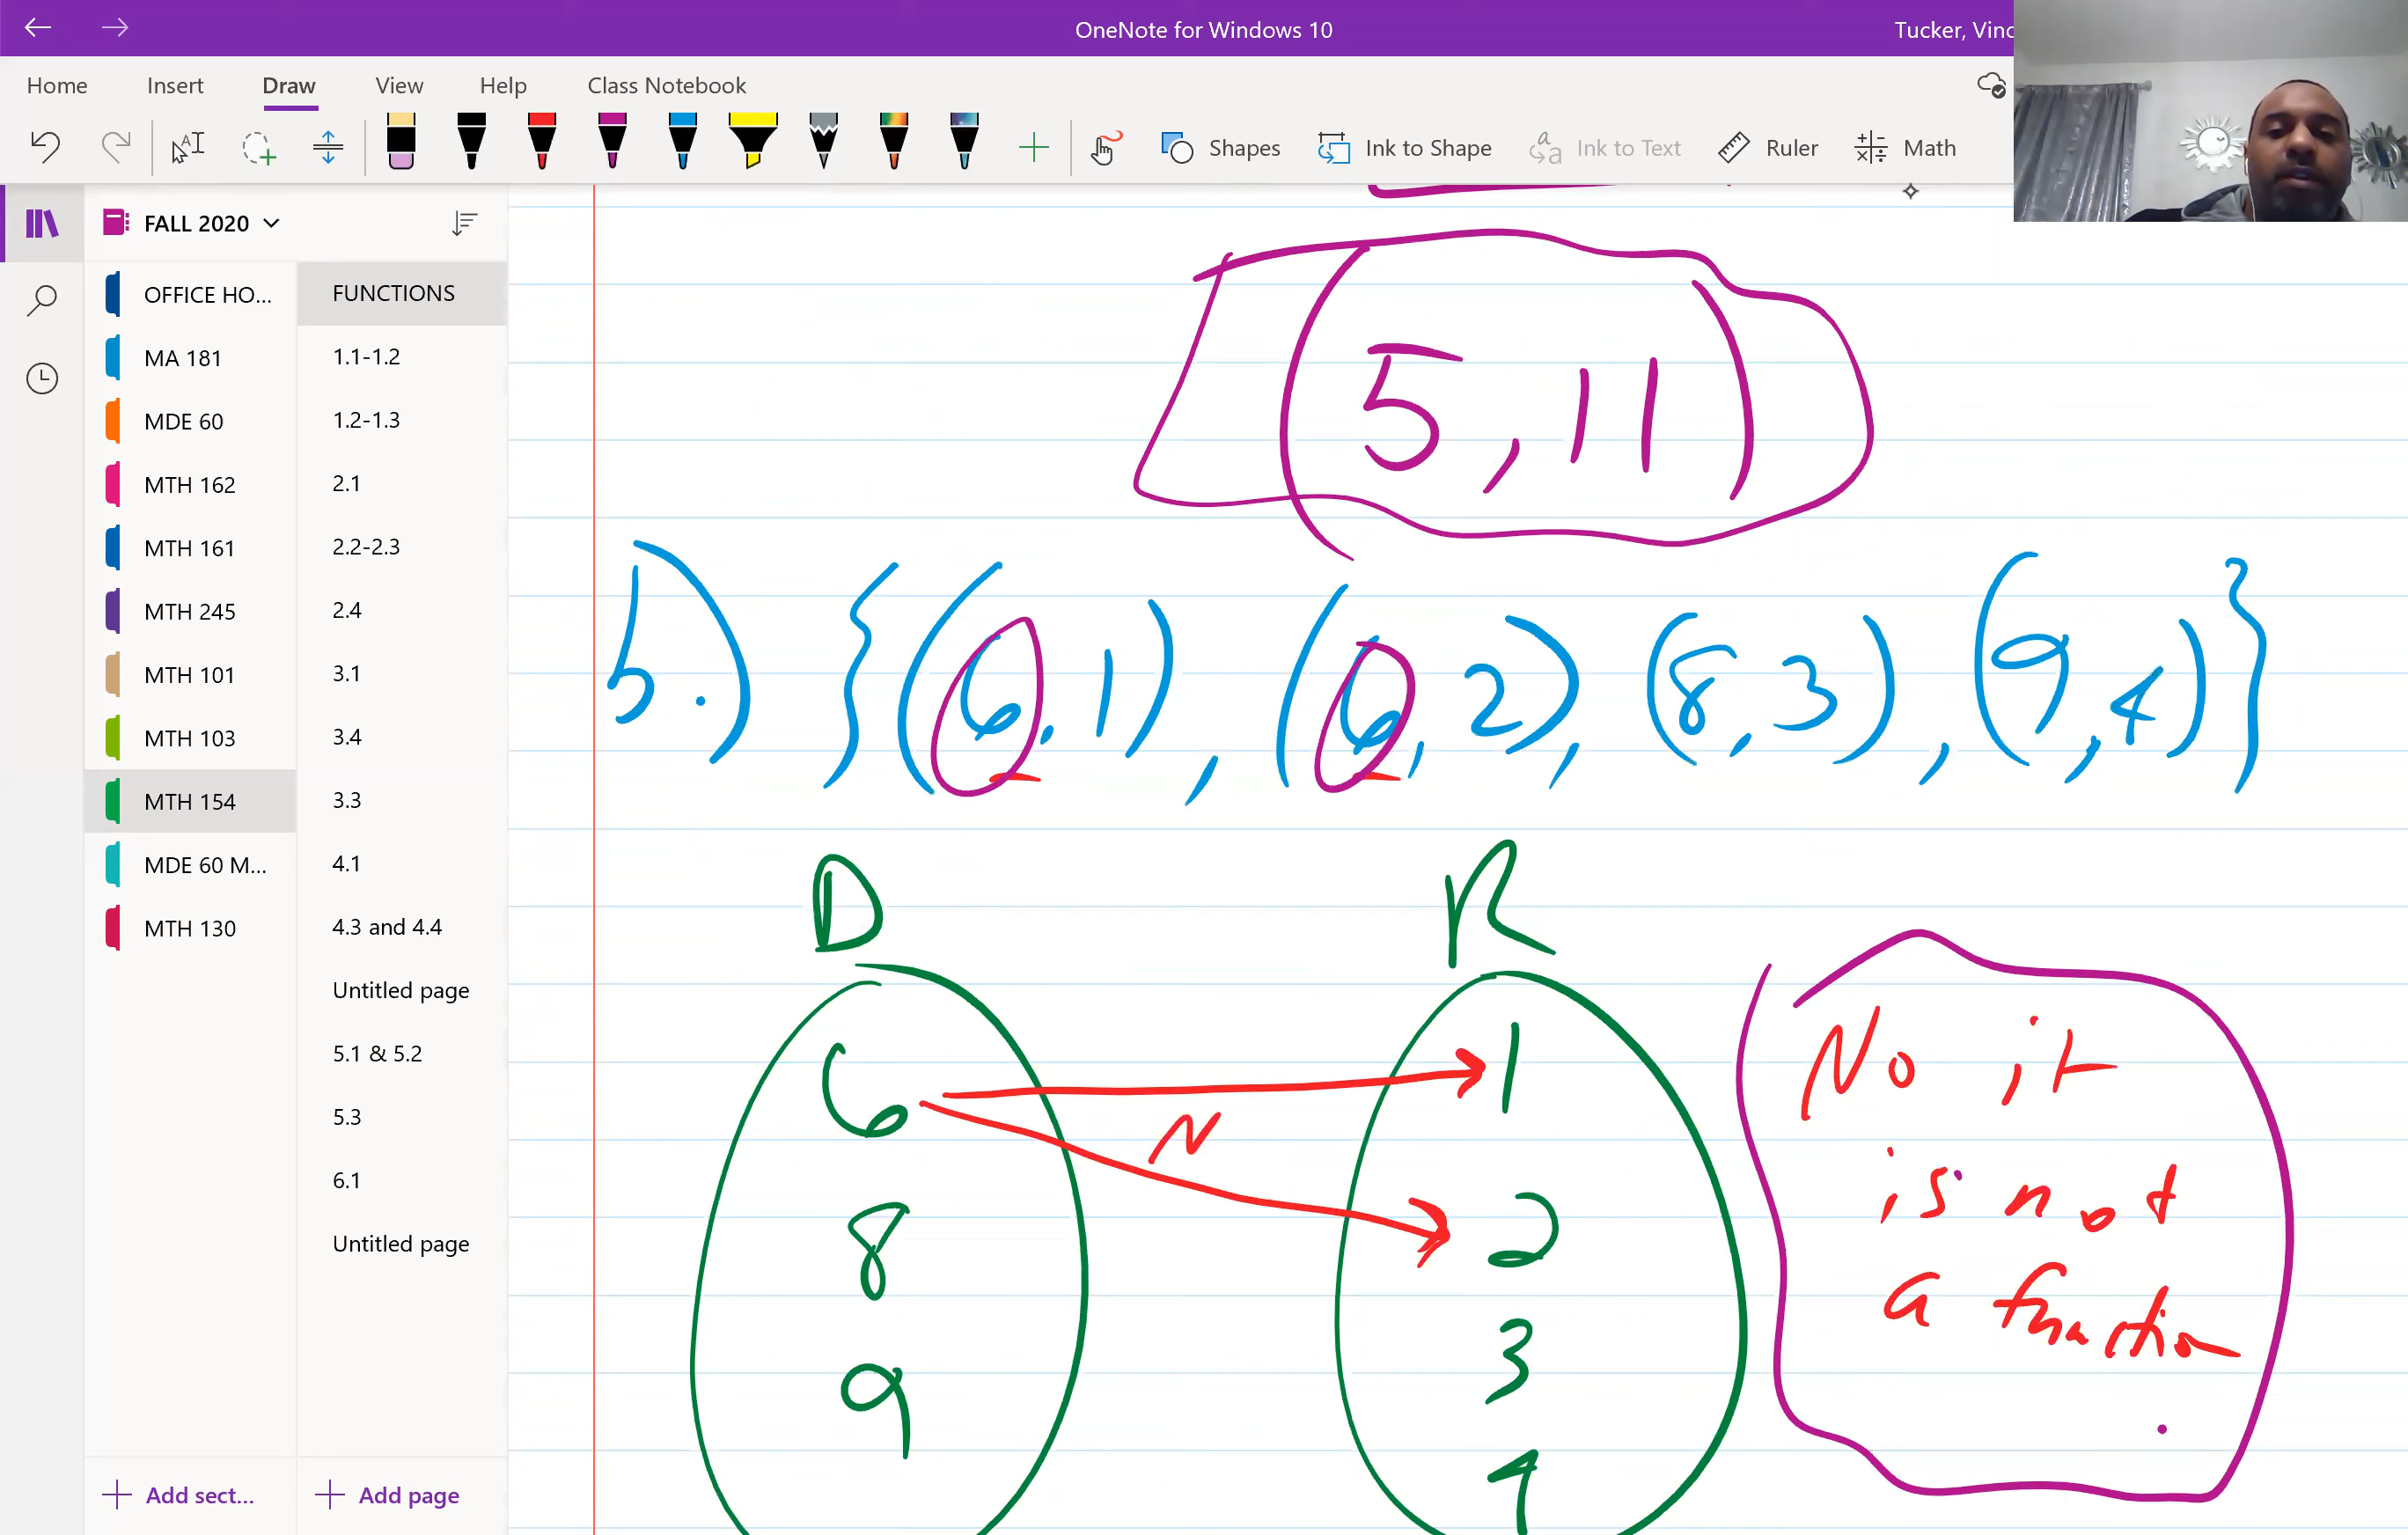 OneNote for Windows 10
Tucker, Vinc
Home Insert Draw View Help Class Notebook
Shapes Ink to Shape Ink to Text Ruler Math
FALL 2020
OFFICE HO...
MA 181
MDE 60
MTH 162
MTH 161
MTH 245
MTH 101
MTH 103
MTH 154
MDE 60 M...
MTH 130
Add sect...
FUNCTIONS
1.1-1.2
1.2-1.3
2.1
2.2-2.3
2.4
3.1
3.4
3.3
4.1
4.3 and 4.4
Untitled page
5.1 & 5.2
5.3
6.1
Untitled page
Add page
(5,11)
b.) {(6,1), (6,2), (8,3), (9,4)}
D R
6 1
N
8 2
9 3
4
No it
is not
a function
.